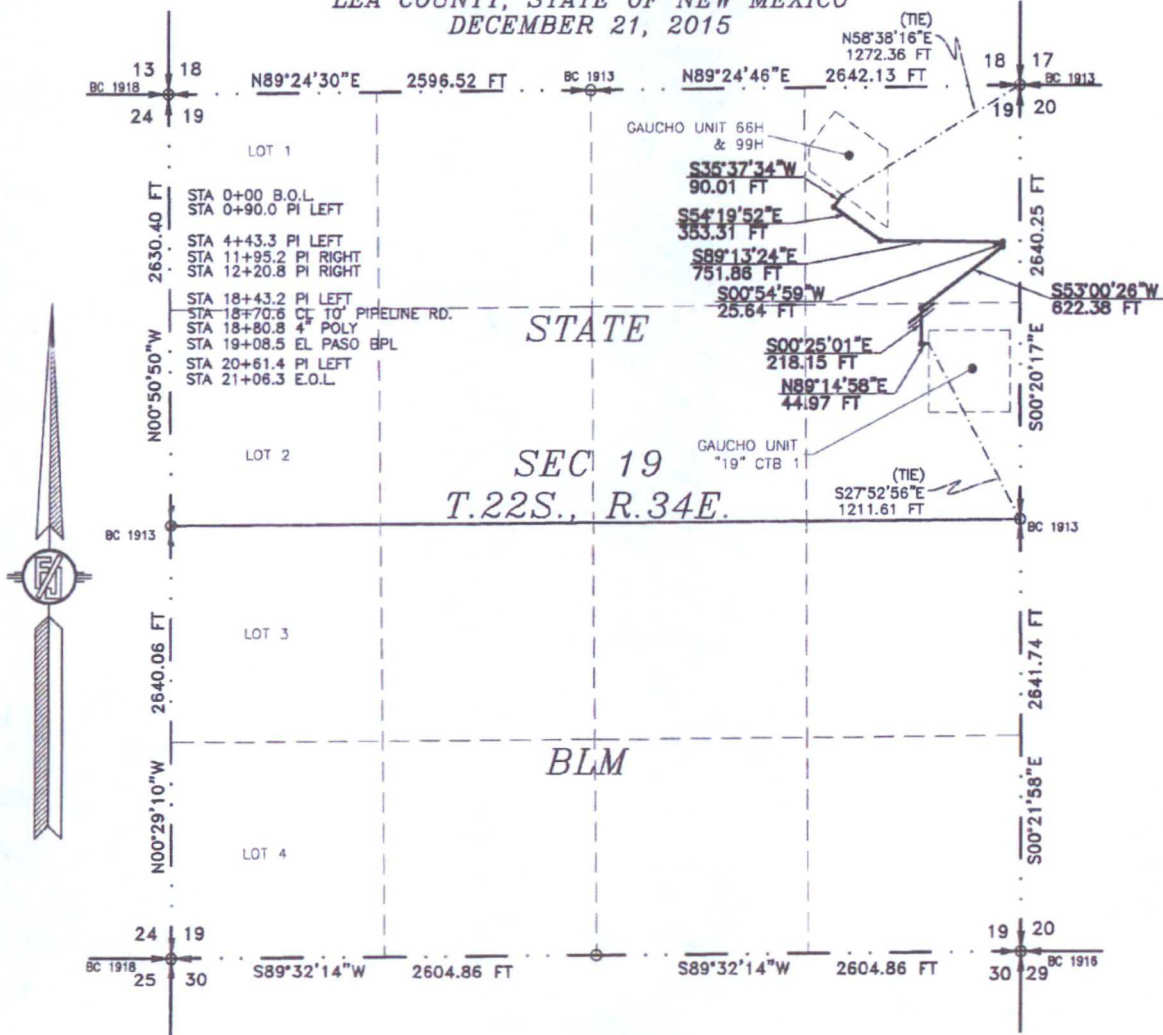 LEA COUNTY, STATE OF NEW MEXICO
DECEMBER 21, 2015
(TIE)
N58°38'16"E
1272.36 FT
13 18
BC 1918
24 19
N89°24'30"E 2596.52 FT
BC 1913
N89°24'46"E 2642.13 FT
18 17
BC 1913
19 20
LOT 1
GAUCHO UNIT 66H
& 99H
S35°37'34"W
90.01 FT
STA 0+00 B.O.L.
STA 0+90.0 PI LEFT
STA 4+43.3 PI LEFT
STA 11+95.2 PI RIGHT
STA 12+20.8 PI RIGHT
STA 18+43.2 PI LEFT
STA 18+70.6 CL 10' PIPELINE RD.
STA 18+80.8 4" POLY
STA 19+08.5 EL PASO BPL
STA 20+61.4 PI LEFT
STA 21+06.3 E.O.L.
S54°19'52"E
353.31 FT
S89°13'24"E
751.86 FT
S00°54'59"W
25.64 FT
S53°00'26"W
622.38 FT
STATE
S00°25'01"E
218.15 FT
N89°14'58"E
44.97 FT
N00°50'50"W 2630.40 FT
S00°20'17"E 2640.25 FT
LOT 2
GAUCHO UNIT
"19" CTB 1
SEC 19
T.22S., R.34E.
(TIE)
S27°52'56"E
1211.61 FT
BC 1913
BC 1913
LOT 3
N00°29'10"W 2640.06 FT
S00°21'58"E 2641.74 FT
BLM
LOT 4
24 19
BC 1918
25 30
S89°32'14"W 2604.86 FT
S89°32'14"W 2604.86 FT
19 20
BC 1916
30 29